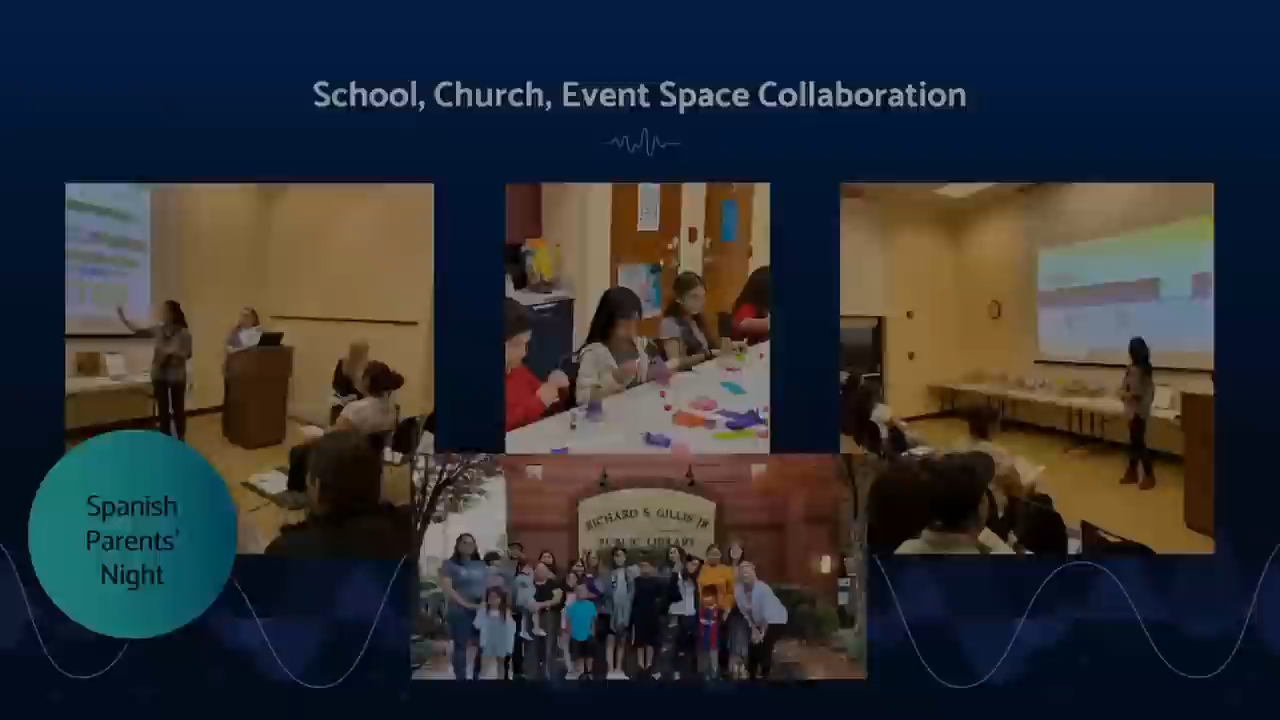 School, Church, Event Space Collaboration
RICHARD S. GILLIS JR
PUBLIC LIBRARY
Spanish
Parents'
Night